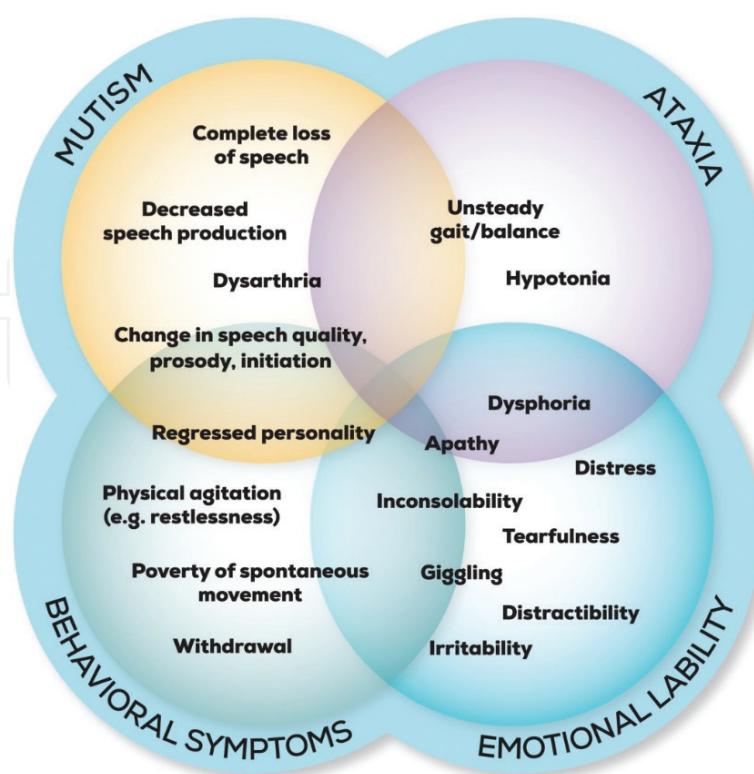 MUTISM
Complete loss
of speech
Decreased
speech production
Dysarthria
Change in speech quality,
prosody, initiation
ATAXIA
Unsteady
gait/balance
Hypotonia
Regressed personality
Physical agitation
(e.g. restlessness)
Poverty of spontaneous
movement
Withdrawal
BEHAVIORAL SYMPTOMS
Dysphoria
Apathy
Distress
Inconsolability
Tearfulness
Giggling
Distractibility
Irritability
EMOTIONAL LABILITY